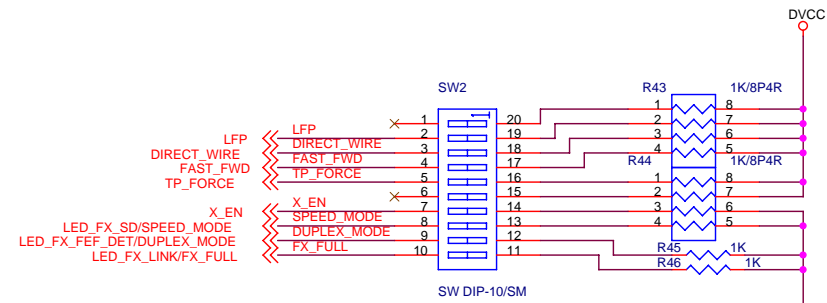 DVCC
SW2 R43 1K/8P4R
1 20 1 8
LFP 2 LFP 19 2 7
DIRECT_WIRE 3 DIRECT_WIRE 18 3 6
FAST_FWD 4 FAST_FWD 17 4 5
R44 1K/8P4R
TP_FORCE 5 TP_FORCE 16 1 8
6 15 2 7
X_EN 7 X_EN 14 3 6
LED_FX_SD/SPEED_MODE 8 SPEED_MODE 13 4 5
LED_FX_FEF_DET/DUPLEX_MODE 9 DUPLEX_MODE 12 R45 1K
LED_FX_LINK/FX_FULL 10 FX_FULL 11 R46 1K
SW DIP-10/SM